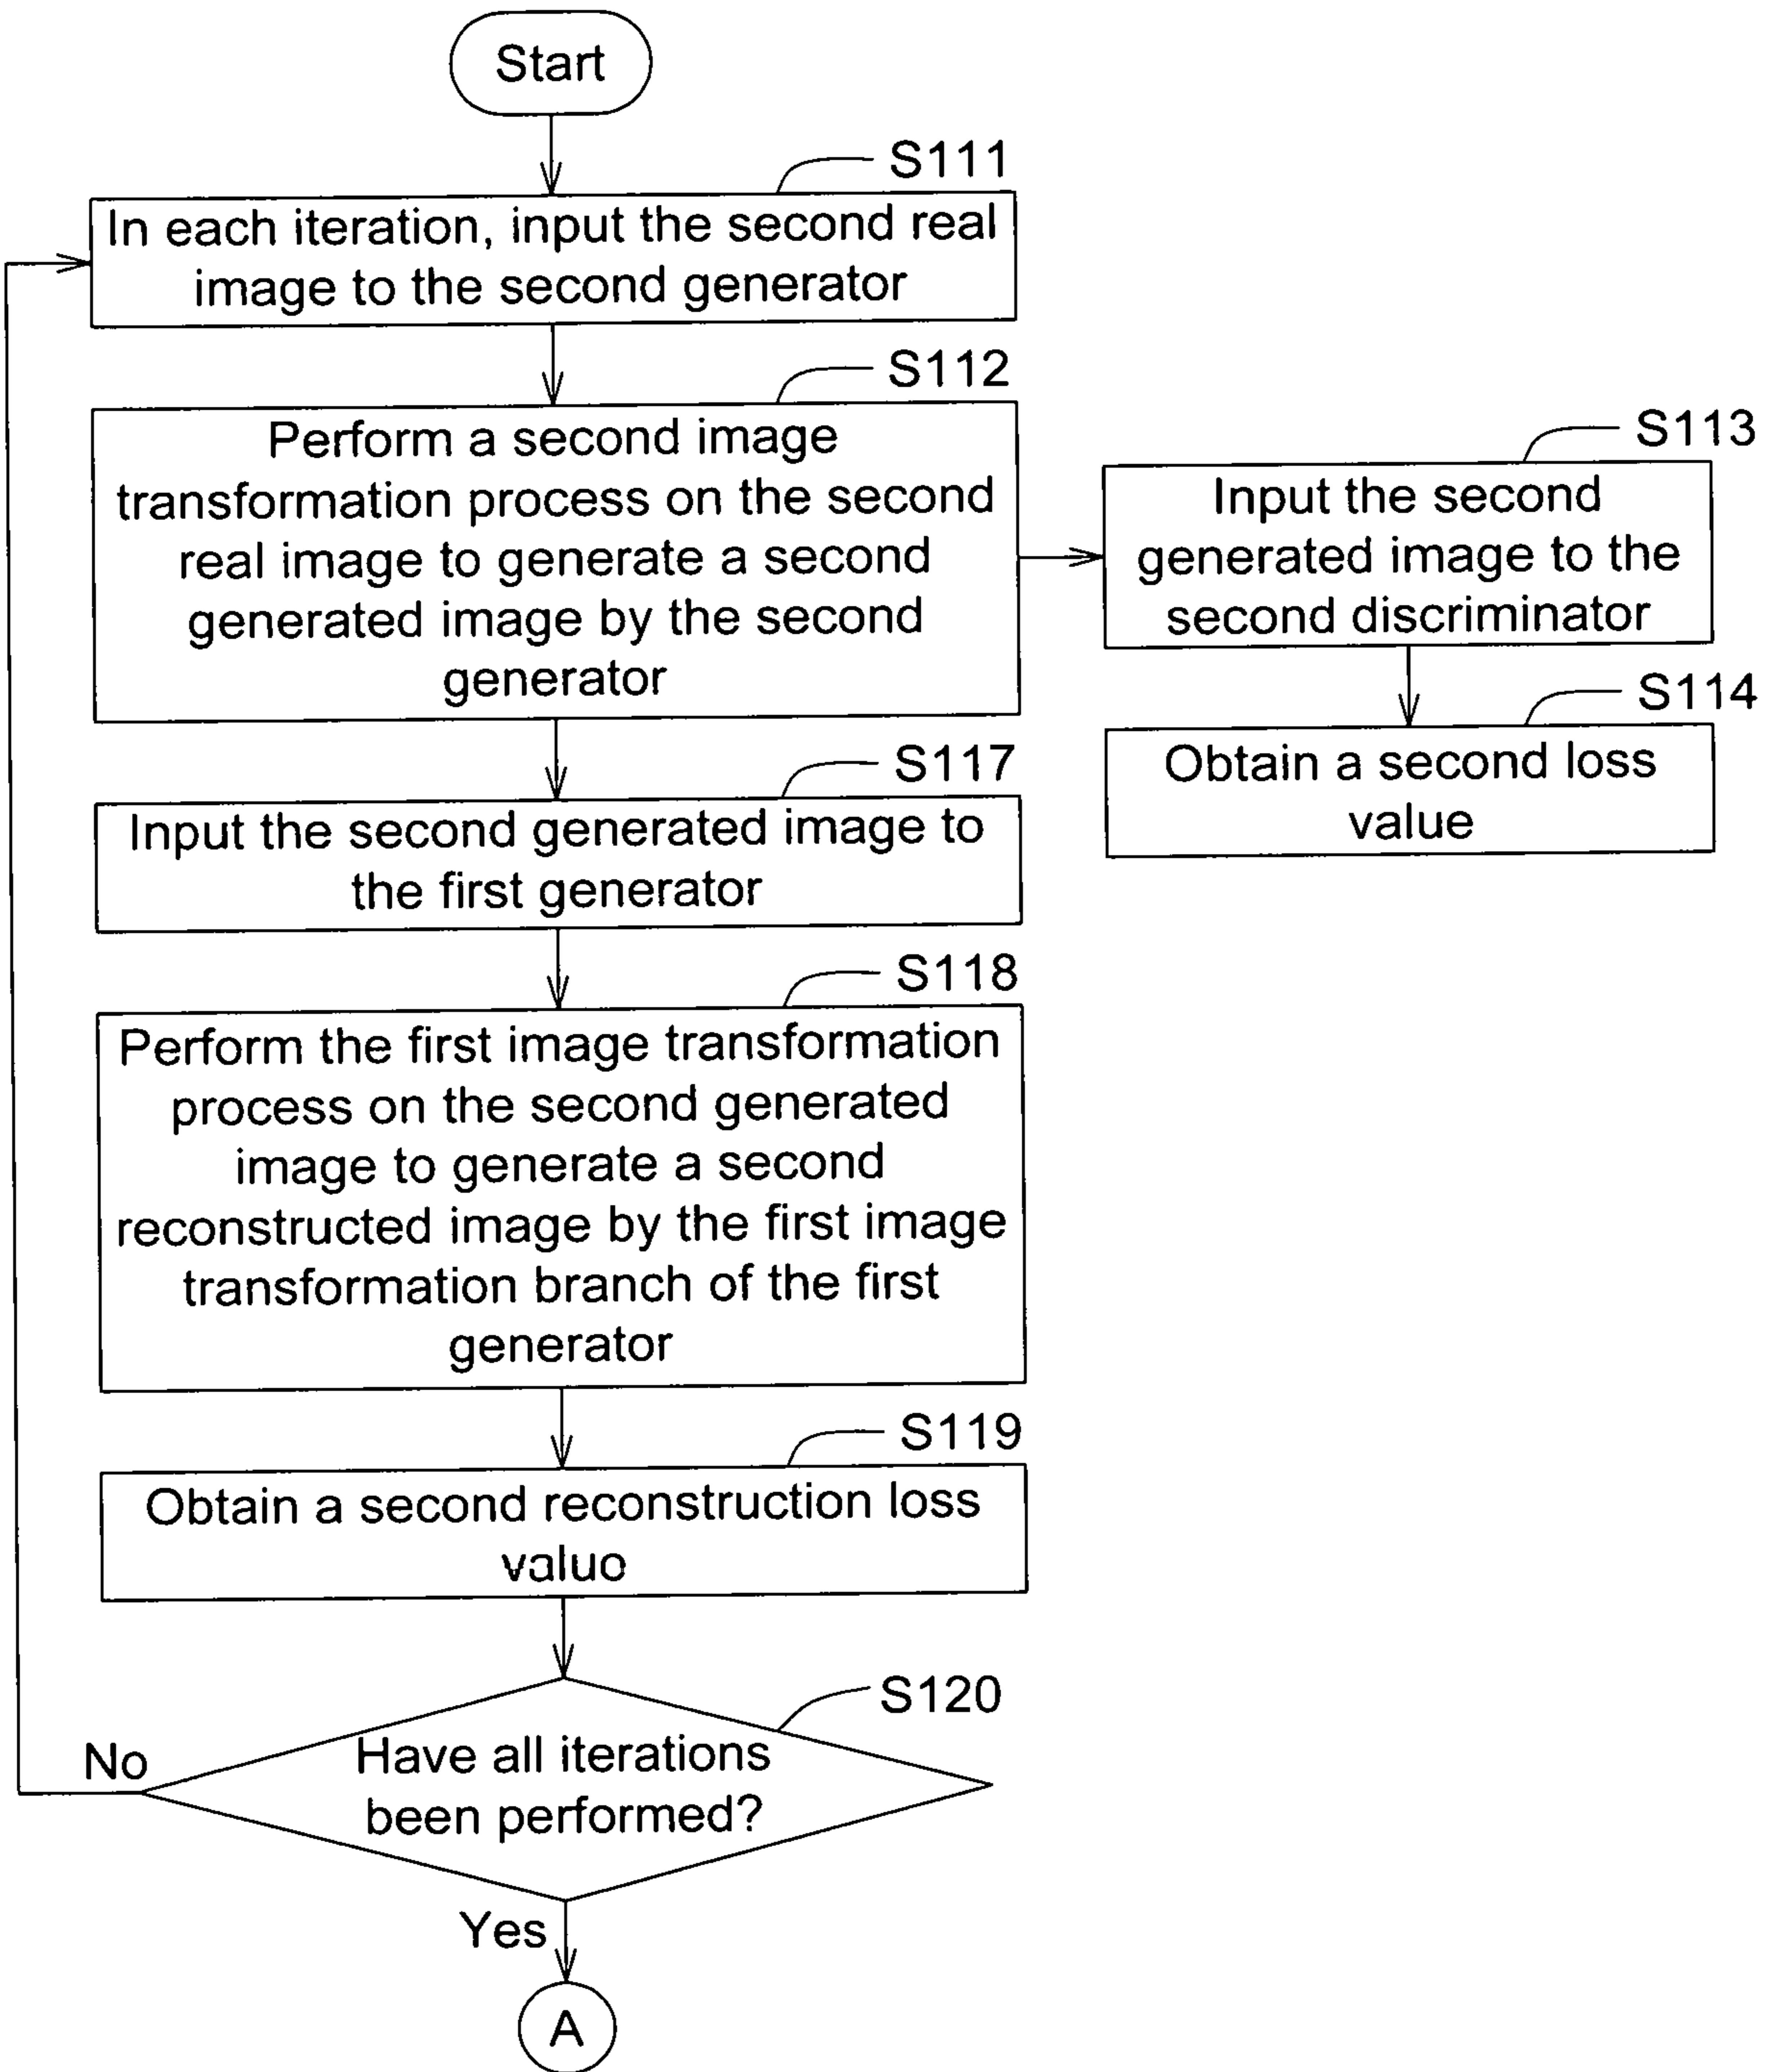 Start
S111
In each iteration, input the second real
image to the second generator
S112
Perform a second image
transformation process on the second
real image to generate a second
generated image by the second
generator
S113
Input the second
generated image to the
second discriminator
S114
Obtain a second loss
value
S117
Input the second generated image to
the first generator
S118
Perform the first image transformation
process on the second generated
image to generate a second
reconstructed image by the first image
transformation branch of the first
generator
S119
Obtain a second reconstruction loss
value
S120
Have all iterations
been performed?
No
Yes
A